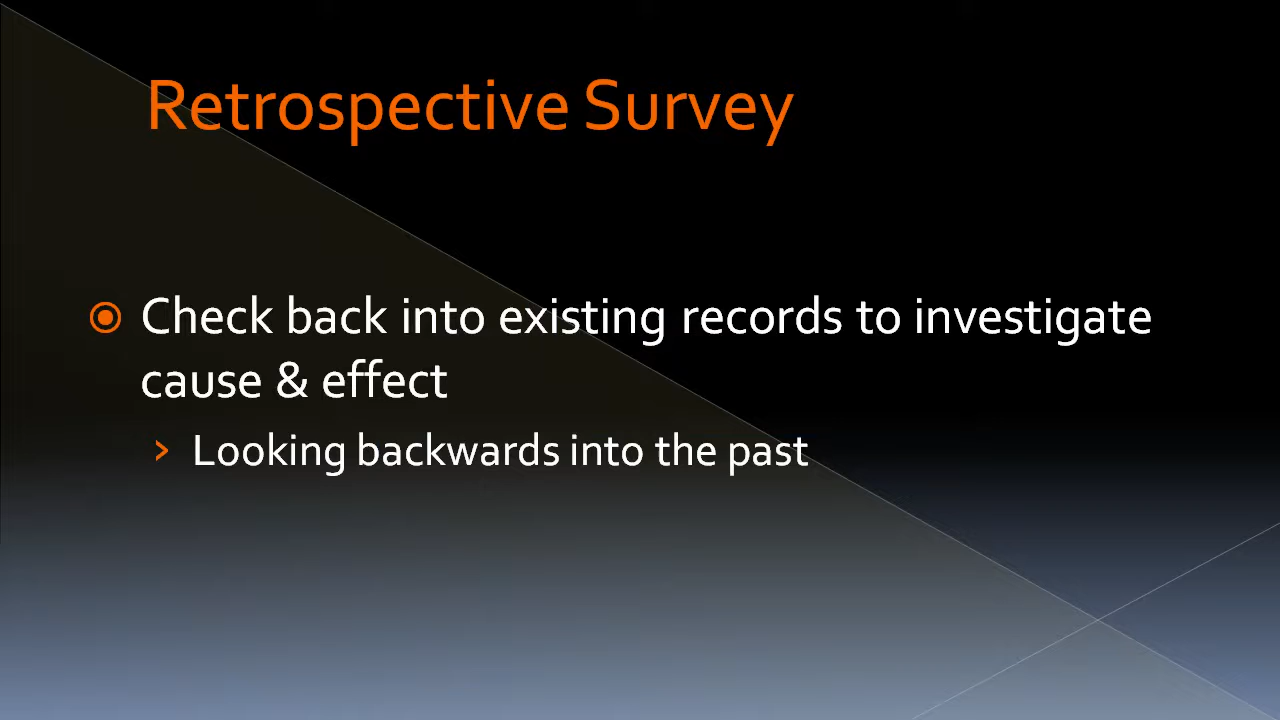 Retrospective Survey
Check back into existing records to investigate
cause & effect
Looking backwards into the past